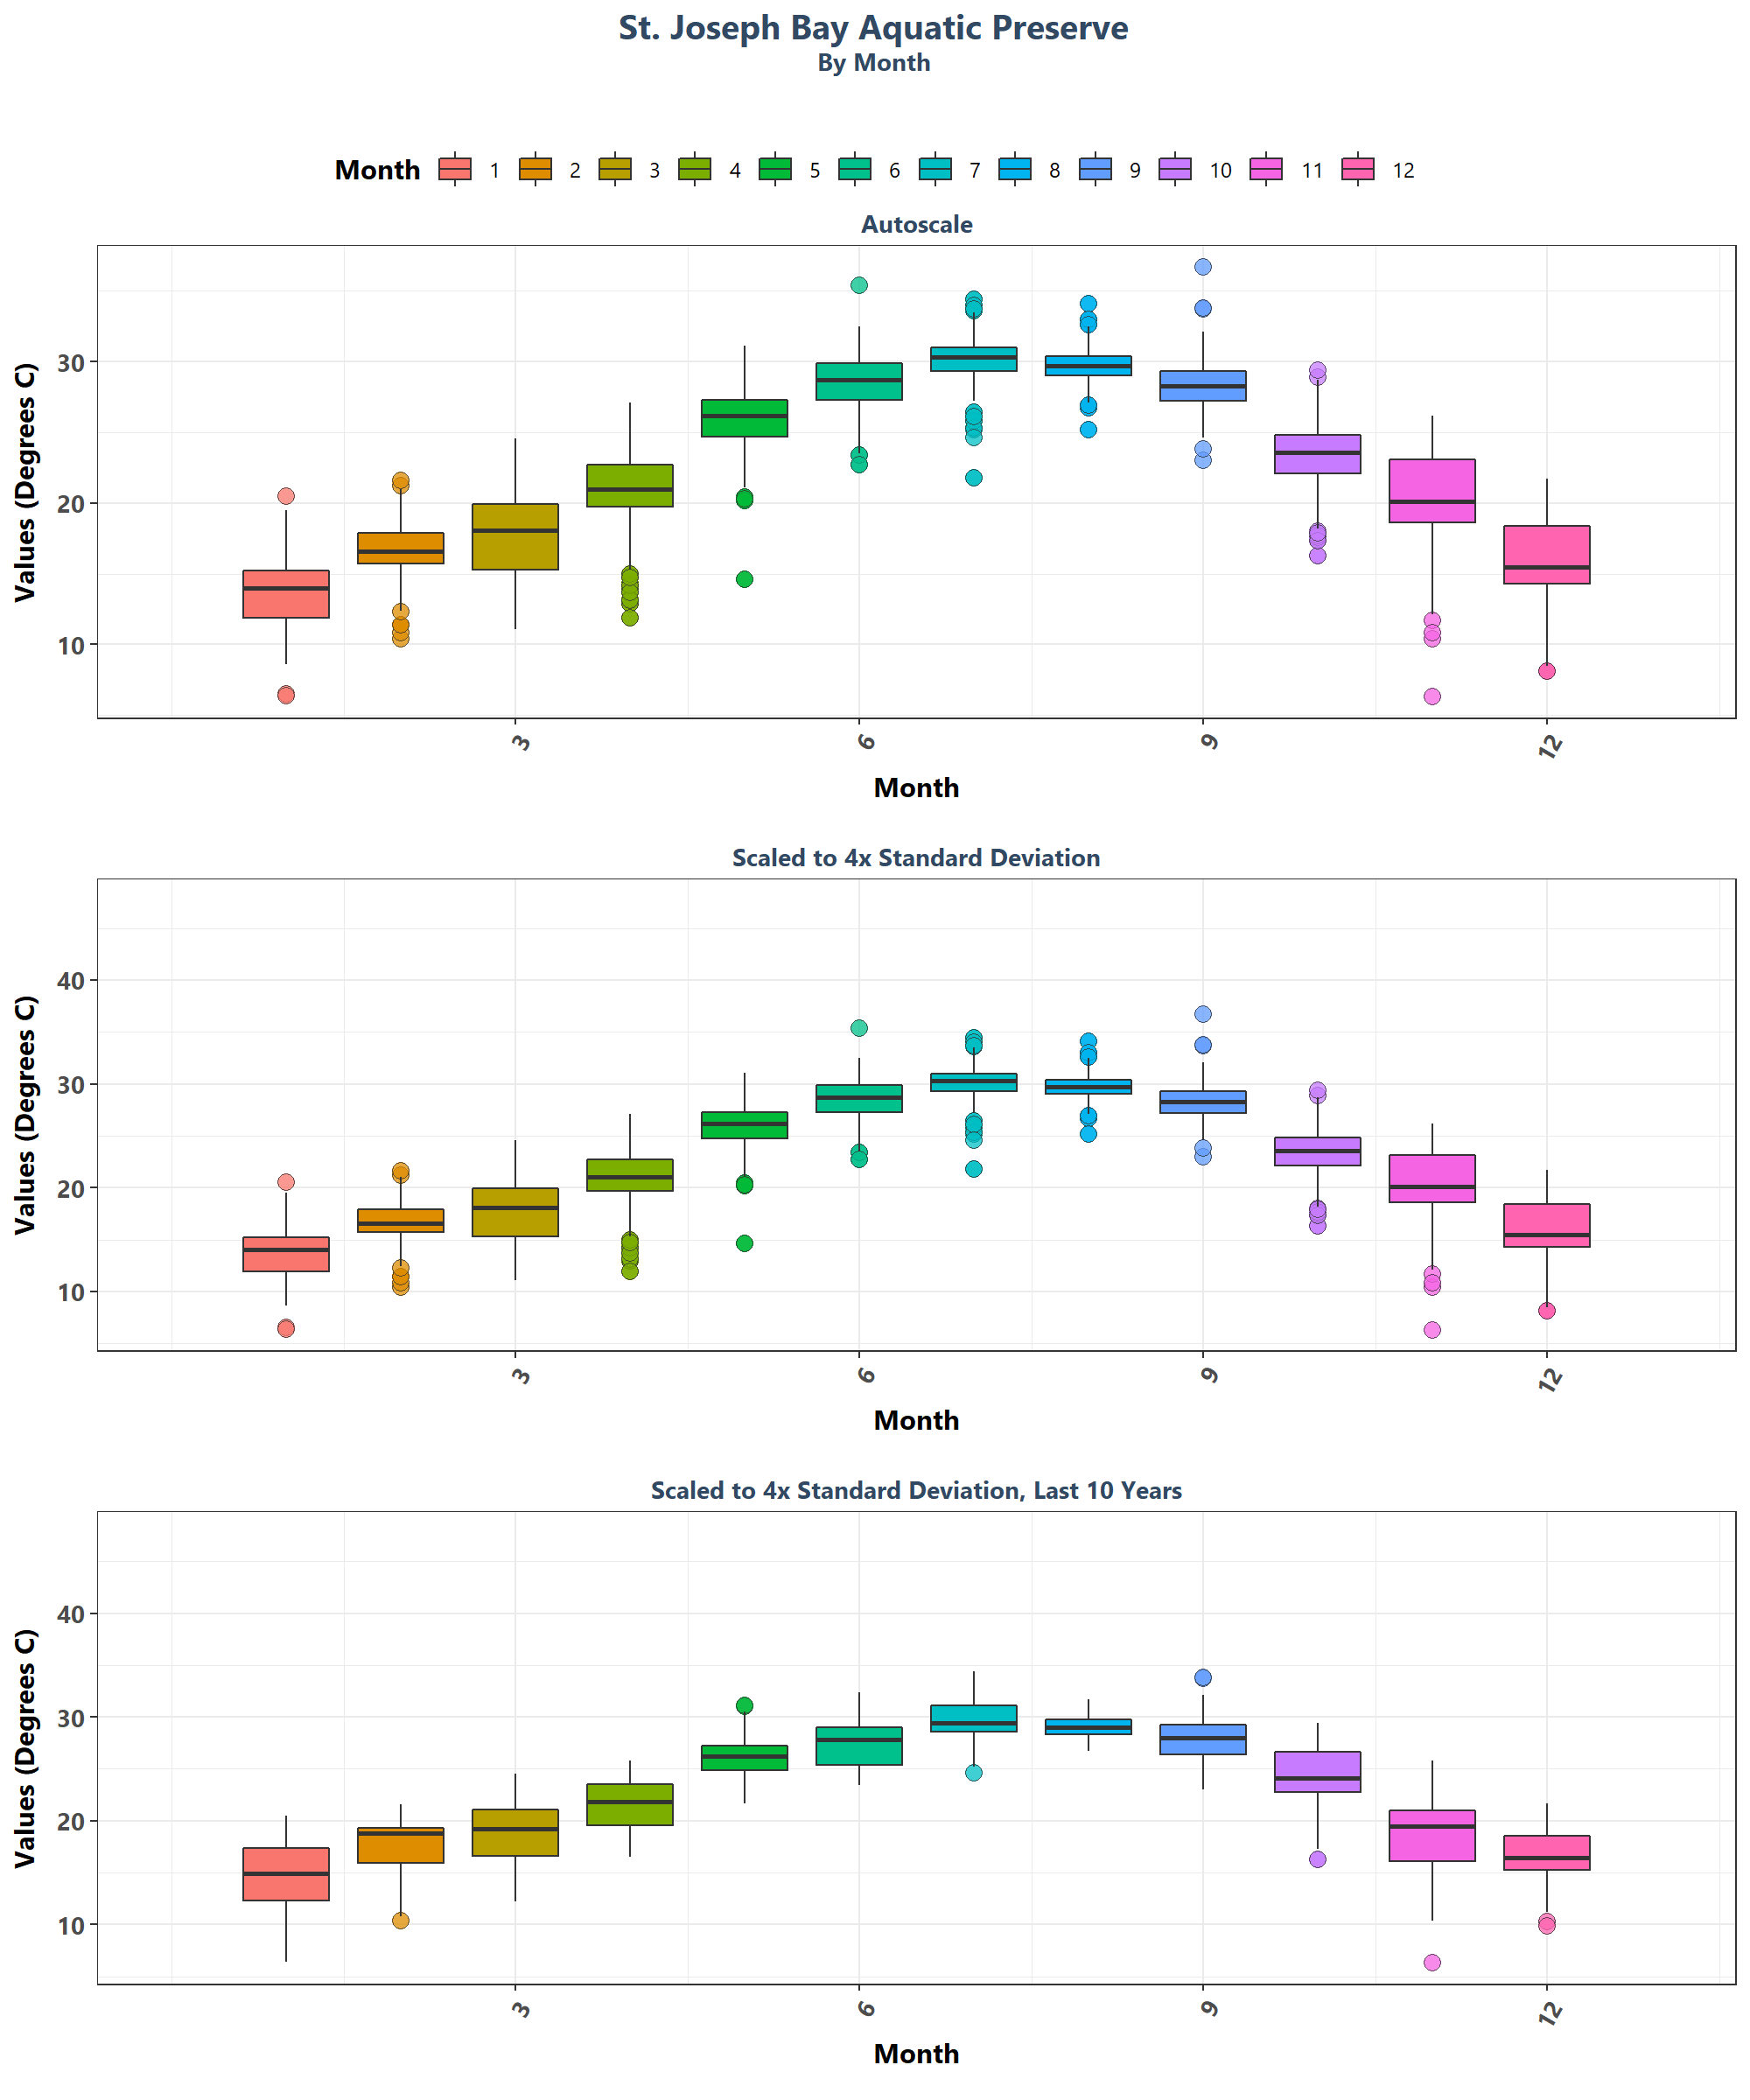 St. Joseph Bay Aquatic Preserve
By Month
Month 1 2 3 4 5 6 7 8 9 10 11 12
Autoscale
Values (Degrees C)
30
20
10
3 6 9 12
Month
Scaled to 4x Standard Deviation
Values (Degrees C)
40
30
20
10
3 6 9 12
Month
Scaled to 4x Standard Deviation, Last 10 Years
Values (Degrees C)
40
30
20
10
3 6 9 12
Month